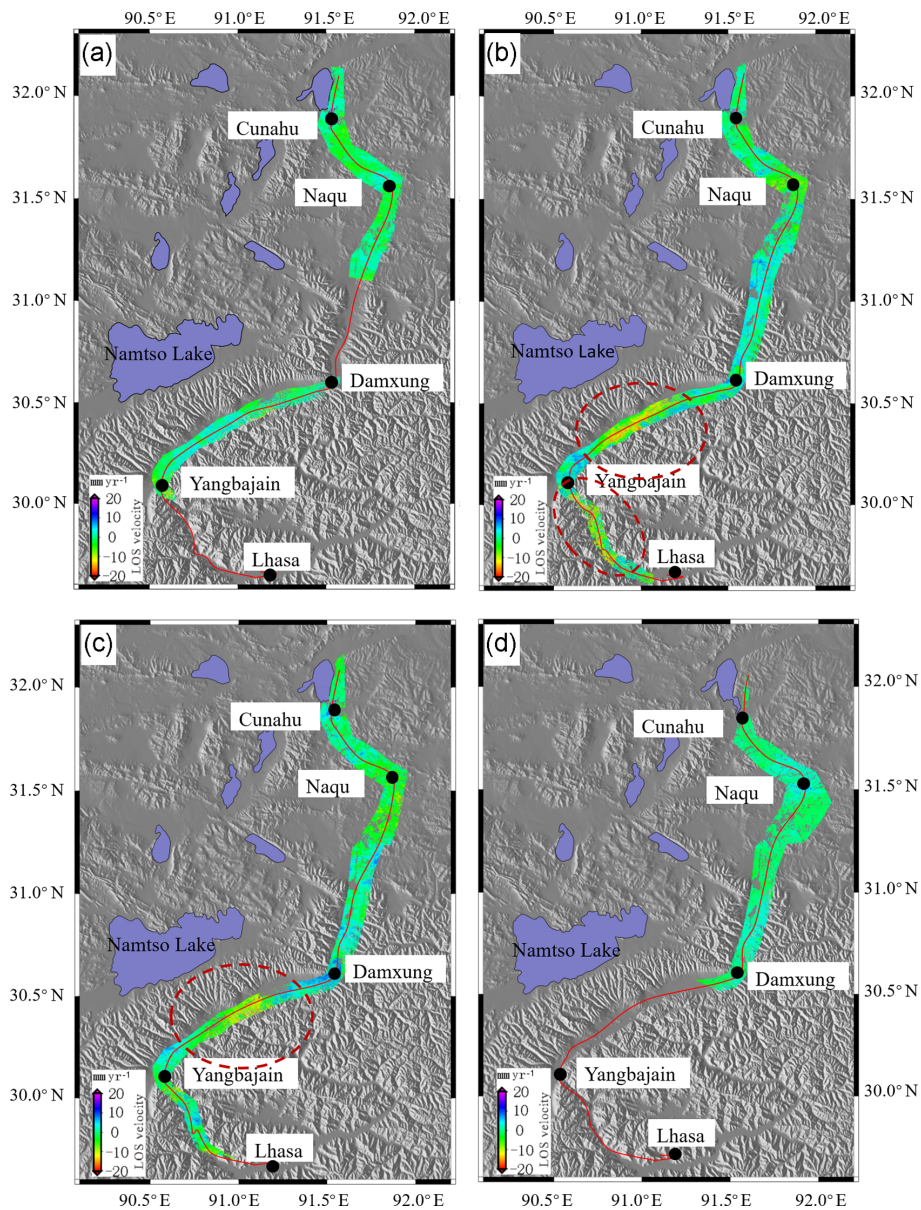 90.5° E 91.0° E 91.5° E 92.0° E 90.5° E 91.0° E 91.5° E 92.0° E
(a)
32.0° N
Cunahu
Naqu
31.5° N
31.0° N
Namtso Lake
Damxung
30.5° N
Yangbajain
30.0° N
mm yr-1
20
10
0
−10
−20
LOS velocity
Lhasa
(b)
Cunahu
Naqu
Namtso Lake
Damxung
Yangbajain
mm yr-1
20
10
0
−10
−20
LOS velocity
Lhasa
32.0° N
31.5° N
31.0° N
30.5° N
30.0° N
(c)
32.0° N
Cunahu
Naqu
31.5° N
31.0° N
Namtso Lake
Damxung
30.5° N
Yangbajain
30.0° N
mm yr-1
20
10
0
−10
−20
LOS velocity
Lhasa
(d)
Cunahu
Naqu
Namtso Lake
Damxung
Yangbajain
mm yr-1
20
10
0
−10
−20
LOS velocity
Lhasa
32.0° N
31.5° N
31.0° N
30.5° N
30.0° N
90.5° E 91.0° E 91.5° E 92.0° E 90.5° E 91.0° E 91.5° E 92.0° E